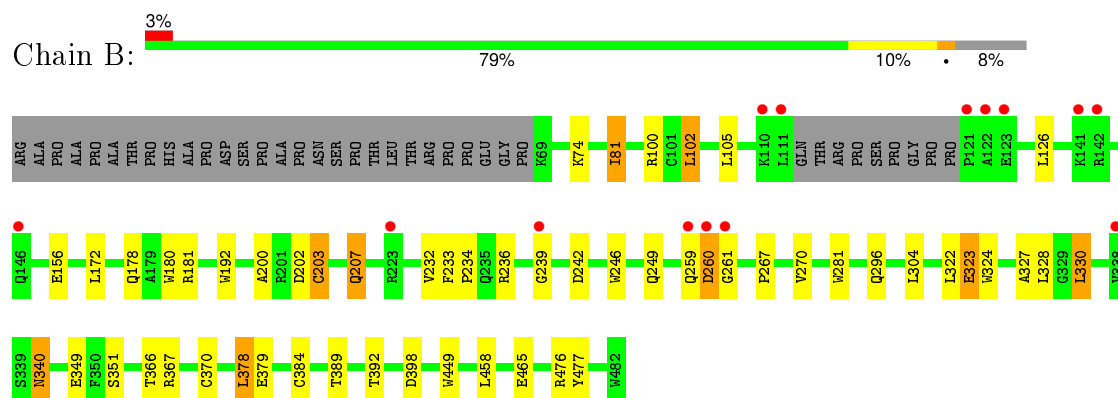 3%
Chain B:
79% 10% • 8%
ARG ALA PRO ALA PRO ALA THR PRO HIS ALA PRO ASP SER PRO ALA PRO ASN SER PRO THR LEU THR ARG PRO PRO GLU GLY PRO K69 K74 I81 R100 C101 L102 L105 K110 L111 GLN THR ARG PRO SER PRO GLY PRO PRO P121 A122 E123 L126 K141 R142
Q146 E156 L172 Q178 A179 W180 R181 W192 A200 R201 D202 C203 Q207 R223 V232 F233 P234 Q235 R236 G239 D242 W246 Q249 Q259 D260 G261 P267 V270 W281 Q296 L304 L322 E323 W324 A327 L328 G329 L330 V338
S339 N340 E349 F350 S351 T366 R367 C370 L378 E379 C384 T389 T392 D398 W449 L458 E465 R476 Y477 W482